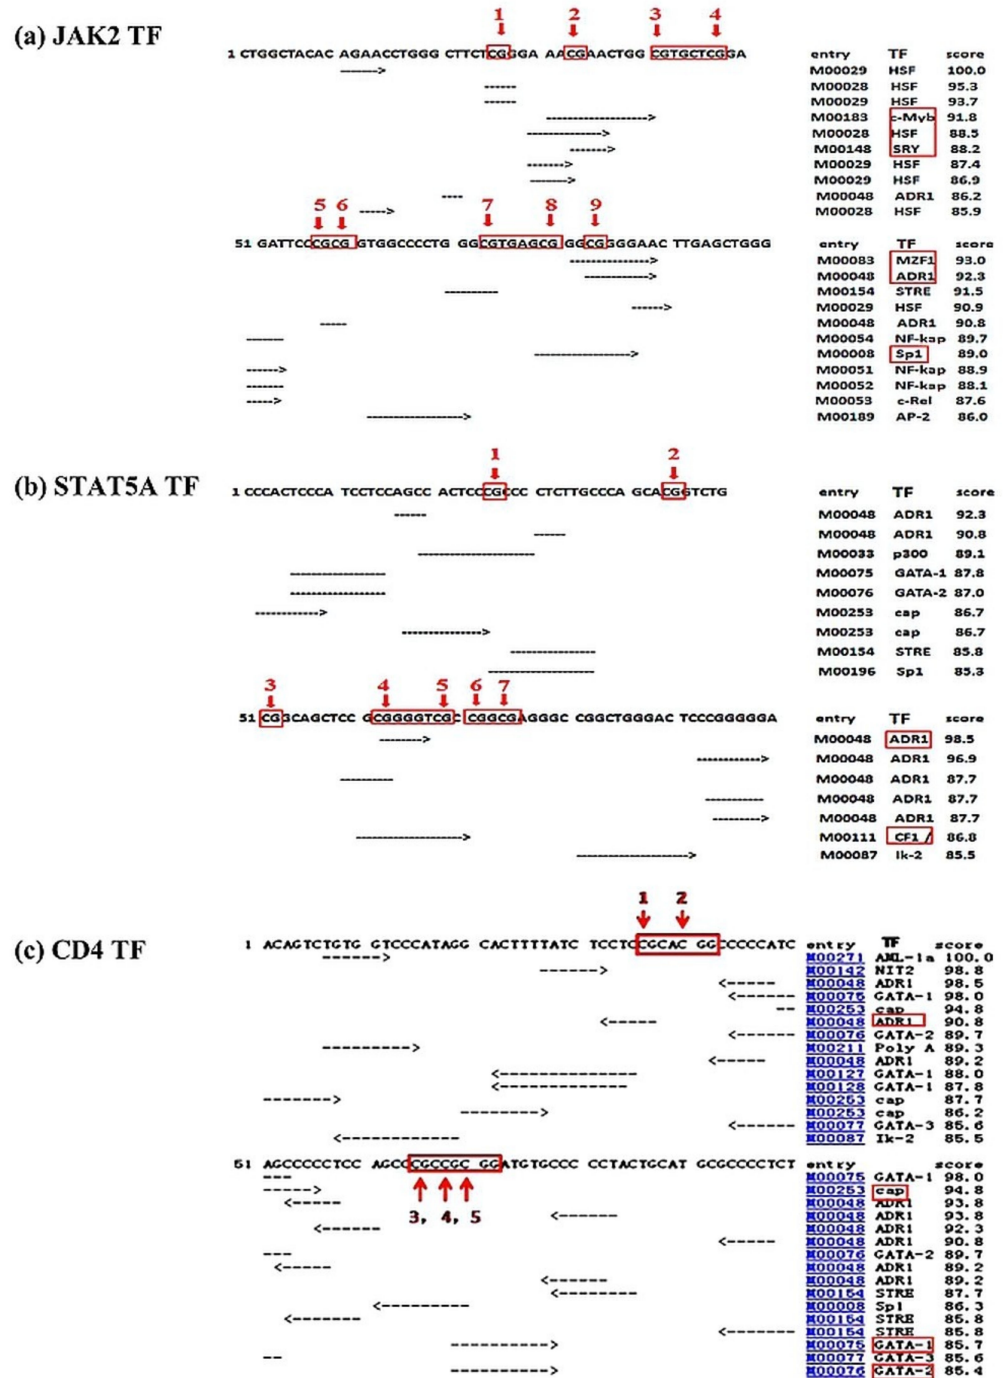 (a) JAK2 TF
1 2 3 4
1 CTGGCTACAC AGAACCTGGG CTTCTCGGGA AACGAACTGG CGTGCTCGGA
entry TF score
M00029 HSF 100.0
M00028 HSF 95.3
M00029 HSF 93.7
M00183 c-Myb 91.8
M00028 HSF 88.5
M00148 SRY 88.2
M00029 HSF 87.4
M00029 HSF 86.9
M00048 ADR1 86.2
M00028 HSF 85.9
5 6 7 8 9
51 GATTCCCGCG GTGGCCCCTG GGCGTGAGCG GGCGGGGAAC TTGAGCTGGG
entry TF score
M00083 MZF1 93.0
M00048 ADR1 92.3
M00154 STRE 91.5
M00029 HSF 90.9
M00048 ADR1 90.8
M00054 NF-kap 89.7
M00008 Sp1 89.0
M00051 NF-kap 88.9
M00052 NF-kap 88.1
M00053 c-Rel 87.6
M00189 AP-2 86.0
(b) STAT5A TF
1 2
1 CCCACTCCCA TCCTCCAGCC ACTCCCGCCC CTCTTGCCCA GCACGGTCTG
entry TF score
M00048 ADR1 92.3
M00048 ADR1 90.8
M00033 p300 89.1
M00075 GATA-1 87.8
M00076 GATA-2 87.0
M00253 cap 86.7
M00253 cap 86.7
M00154 STRE 85.8
M00196 Sp1 85.3
3 4 5 6 7
51 CGGCAGCTCC GCGGGGTCGC CGGCGAGGGC CGGCTGGGAC TCCCGGGGGA
entry TF score
M00048 ADR1 98.5
M00048 ADR1 96.9
M00048 ADR1 87.7
M00048 ADR1 87.7
M00048 ADR1 87.7
M00111 CF1 / 86.8
M00087 Ik-2 85.5
(c) CD4 TF
1 2
1 ACAGTCTGTG GTCCCATAGG CACTTTTATC TCCTCCGCAC GGCCCCCATC
entry TF score
M00271 AML-1a 100.0
M00142 NIT2 98.8
M00048 ADR1 98.5
M00075 GATA-1 98.0
M00253 cap 94.8
M00048 ADR1 90.8
M00076 GATA-2 89.7
M00211 Poly A 89.3
M00048 ADR1 89.2
M00127 GATA-1 88.0
M00128 GATA-1 87.8
M00253 cap 87.7
M00253 cap 86.2
M00077 GATA-3 85.6
M00087 Ik-2 85.5
51 AGCCCCCTCC AGCCCGCCGC GGATGTGCCC CCTACTGCAT GCGCCCCTCT
3, 4, 5
entry TF score
M00075 GATA-1 98.0
M00253 cap 94.8
M00048 ADR1 93.8
M00048 ADR1 93.8
M00048 ADR1 92.3
M00048 ADR1 90.8
M00076 GATA-2 89.7
M00048 ADR1 89.2
M00048 ADR1 89.2
M00154 STRE 87.7
M00008 Sp1 86.3
M00154 STRE 85.8
M00154 STRE 85.8
M00075 GATA-1 85.7
M00077 GATA-3 85.6
M00076 GATA-2 85.4